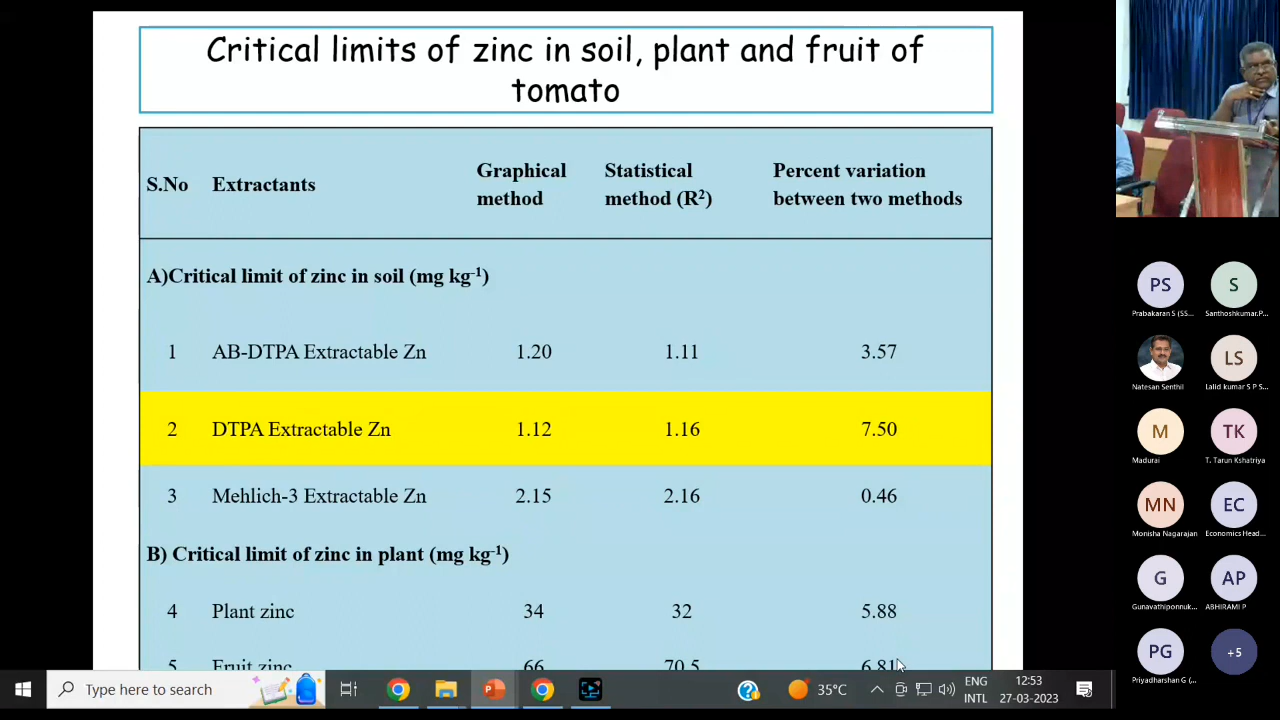 Critical limits of zinc in soil, plant and fruit of
tomato
S.No Extractants Graphical method Statistical method (R²) Percent variation between two methods
A)Critical limit of zinc in soil (mg kg⁻¹)
1 AB-DTPA Extractable Zn 1.20 1.11 3.57
2 DTPA Extractable Zn 1.12 1.16 7.50
3 Mehlich-3 Extractable Zn 2.15 2.16 0.46
B) Critical limit of zinc in plant (mg kg⁻¹)
4 Plant zinc 34 32 5.88
5 Fruit zinc 66 70.5 6.81
PS S
Prabakaran S (SS... Santhoshkumar.P...
LS
Natesan Senthil Lalid kumar S P S...
M TK
Madurai T. Tarun Kshatriya
MN EC
Monisha Nagarajan Economics Head...
G AP
Gunavathiponnuk... ABHIRAMI P
PG +5
Priyadharshan G (...
Type here to search 35°C ENG 12:53
INTL 27-03-2023